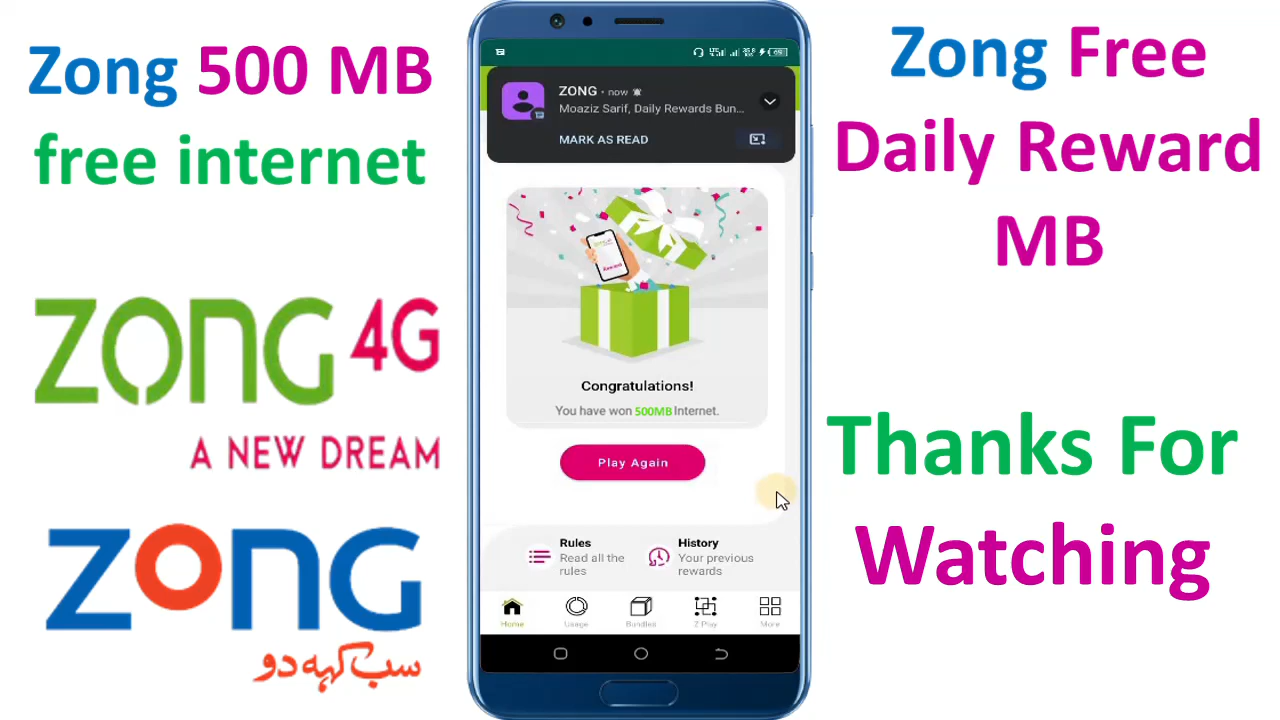 Zong 500 MB
free internet
ZONG 4G
A NEW DREAM
ZONG
سب کہہ دو
ZONG • now
Moaziz Sarif, Daily Rewards Bun...
MARK AS READ
Congratulations!
You have won 500MB Internet.
Play Again
Rules
Read all the
rules
History
Your previous
rewards
Home
Usage
Bundles
Z Play
More
Zong Free
Daily Reward
MB
Thanks For
Watching